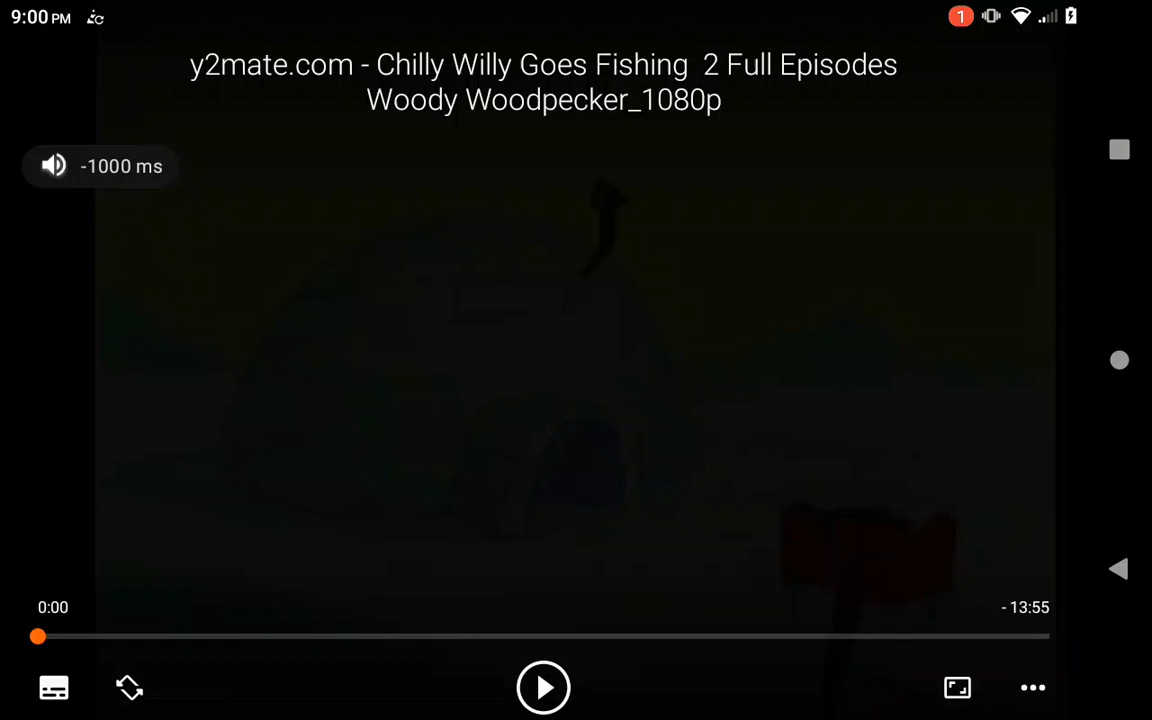 9:00 PM
1
y2mate.com - Chilly Willy Goes Fishing 2 Full Episodes
Woody Woodpecker_1080p
-1000 ms
0:00
- 13:55